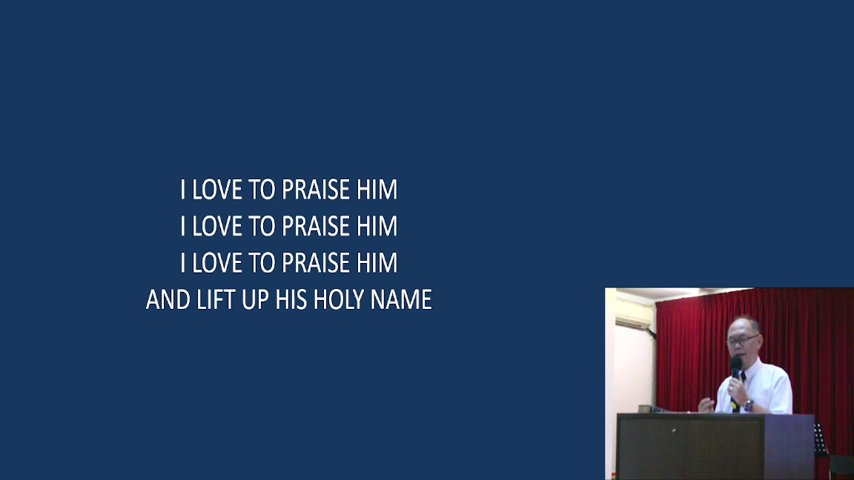 I LOVE TO PRAISE HIM
I LOVE TO PRAISE HIM
I LOVE TO PRAISE HIM
AND LIFT UP HIS HOLY NAME